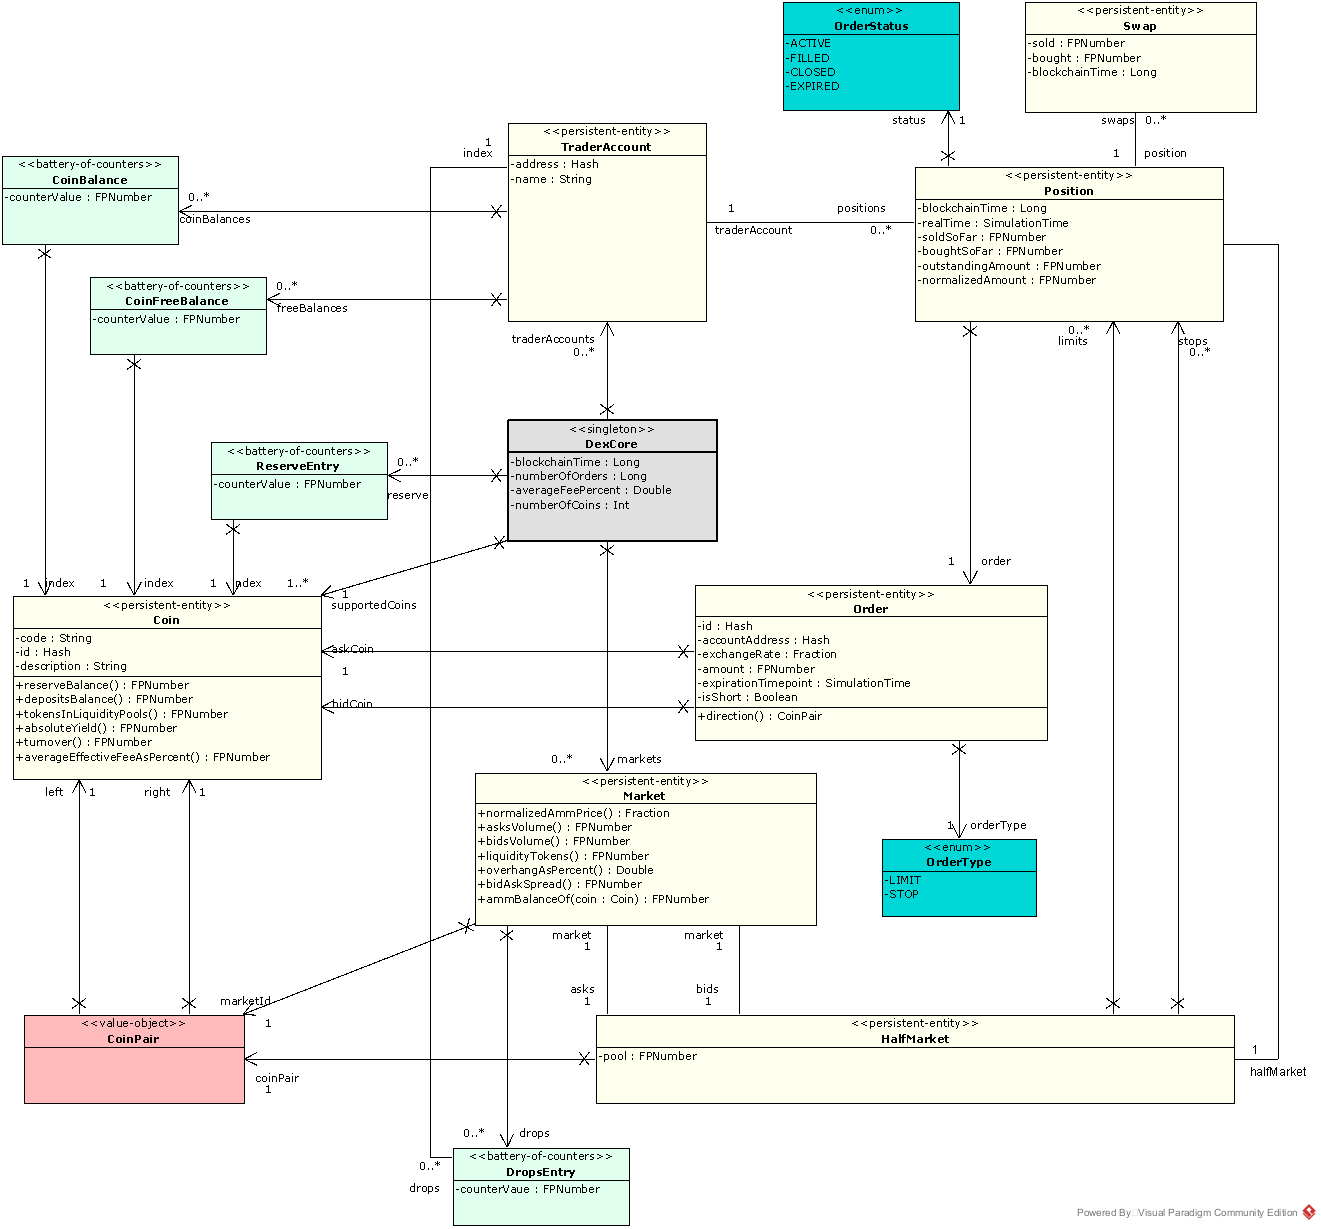 <<enum>>
OrderStatus
-ACTIVE
-FILLED
-CLOSED
-EXPIRED
<<persistent-entity>>
Swap
-sold : FPNumber
-bought : FPNumber
-blockchainTime : Long
status
1
swaps
0..*
1
position
<<persistent-entity>>
TraderAccount
-address : Hash
-name : String
1
index
<<battery-of-counters>>
CoinBalance
-counterValue : FPNumber
0..*
coinBalances
<<persistent-entity>>
Position
-blockchainTime : Long
-realTime : SimulationTime
-soldSoFar : FPNumber
-boughtSoFar : FPNumber
-outstandingAmount : FPNumber
-normalizedAmount : FPNumber
1
positions
traderAccount
0..*
<<battery-of-counters>>
CoinFreeBalance
-counterValue : FPNumber
0..*
freeBalances
traderAccounts
0..*
0..*
limits
stops
0..*
<<singleton>>
DexCore
-blockchainTime : Long
-numberOfOrders : Long
-averageFeePercent : Double
-numberOfCoins : Int
<<battery-of-counters>>
ReserveEntry
-counterValue : FPNumber
0..*
reserve
1
order
1
index
1
index
1
index
1..*
1
supportedCoins
<<persistent-entity>>
Coin
-code : String
-id : Hash
-description : String
+reserveBalance() : FPNumber
+depositsBalance() : FPNumber
+tokensInLiquidityPools() : FPNumber
+absoluteYield() : FPNumber
+turnover() : FPNumber
+averageEffectiveFeeAsPercent() : FPNumber
askCoin
1
bidCoin
<<persistent-entity>>
Order
-id : Hash
-accountAddress : Hash
-exchangeRate : Fraction
-amount : FPNumber
-expirationTimepoint : SimulationTime
-isShort : Boolean
+direction() : CoinPair
left
1
right
1
0..*
markets
<<persistent-entity>>
Market
+normalizedAmmPrice() : Fraction
+asksVolume() : FPNumber
+bidsVolume() : FPNumber
+liquidityTokens() : FPNumber
+overhangAsPercent() : Double
+bidAskSpread() : FPNumber
+ammBalanceOf(coin : Coin) : FPNumber
1
orderType
<<enum>>
OrderType
-LIMIT
-STOP
market
1
market
1
asks
1
bids
1
marketId
1
<<value-object>>
CoinPair
<<persistent-entity>>
HalfMarket
-pool : FPNumber
coinPair
1
1
halfMarket
0..*
drops
0..*
drops
<<battery-of-counters>>
DropsEntry
-counterVaue : FPNumber
Powered By Visual Paradigm Community Edition